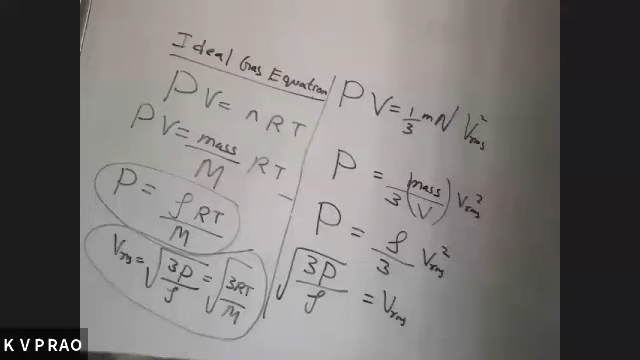 Ideal Gas Equation
PV = nRT
PV = mass/M RT
P = ρRT/M
Vrms = √(3P/ρ) = √(3RT/M)
PV = 1/3 mN Vrms²
P = 1/3 (mass/V) Vrms²
P = ρ/3 Vrms²
√(3P/ρ) = Vrms
K V P RAO